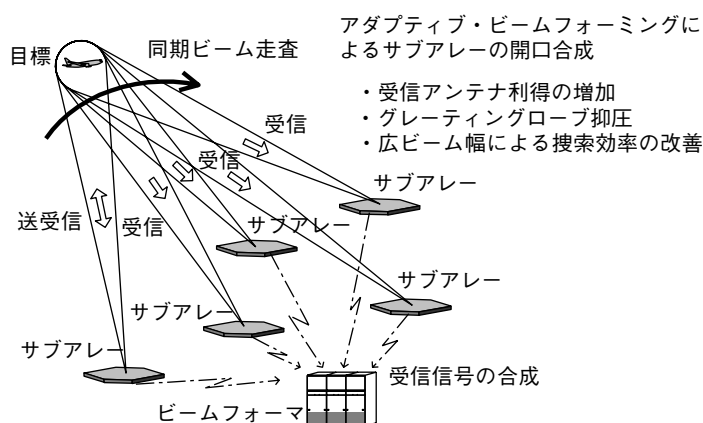 アダプティブ・ビームフォーミングに
よるサブアレーの開口合成
・受信アンテナ利得の増加
・グレーティングローブ抑圧
・広ビーム幅による捜索効率の改善
目標
同期ビーム走査
受信
受信
サブアレー
送受信
受信
サブアレー
サブアレー
サブアレー
サブアレー
受信信号の合成
ビームフォーマ